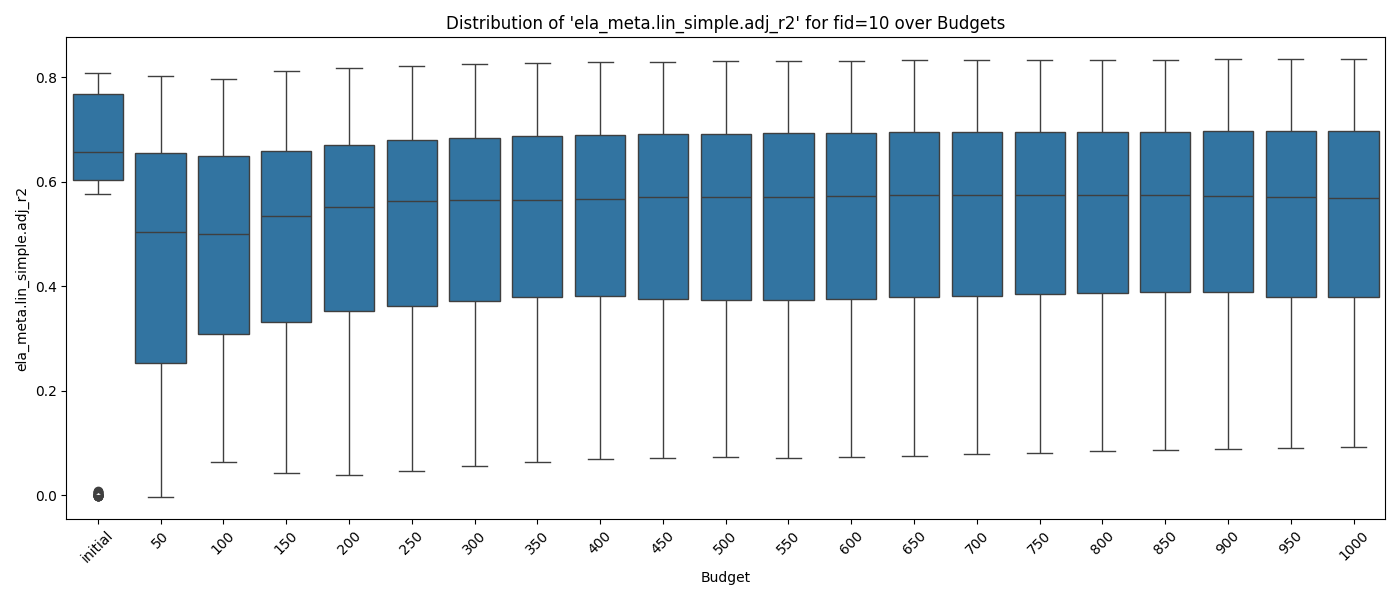 Distribution of 'ela_meta.lin_simple.adj_r2' for fid=10 over Budgets
ela_meta.lin_simple.adj_r2
0.8
0.6
0.4
0.2
0.0
initial 50 100 150 200 250 300 350 400 450 500 550 600 650 700 750 800 850 900 950 1000
Budget